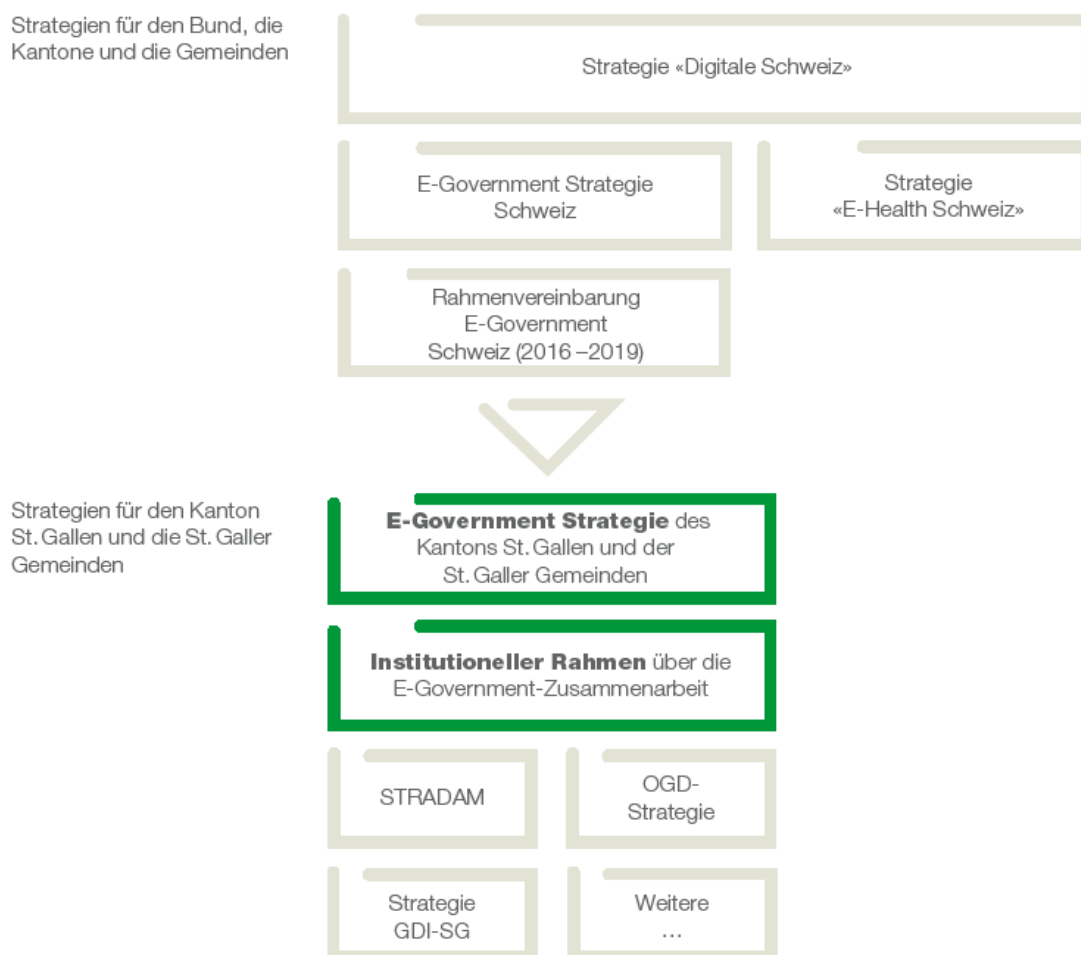 Strategien für den Bund, die
Kantone und die Gemeinden
Strategie «Digitale Schweiz»
E-Government Strategie
Schweiz
Strategie
«E-Health Schweiz»
Rahmenvereinbarung
E-Government
Schweiz (2016 –2019)
Strategien für den Kanton
St. Gallen und die St. Galler
Gemeinden
E-Government Strategie des
Kantons St. Gallen und der
St. Galler Gemeinden
Institutioneller Rahmen über die
E-Government-Zusammenarbeit
STRADAM
OGD-
Strategie
Strategie
GDI-SG
Weitere
…